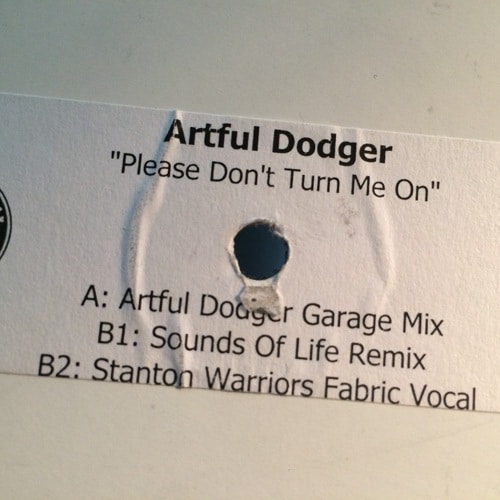 Artful Dodger
"Please Don't Turn Me On"
A: Artful Dodger Garage Mix
B1: Sounds Of Life Remix
B2: Stanton Warriors Fabric Vocal